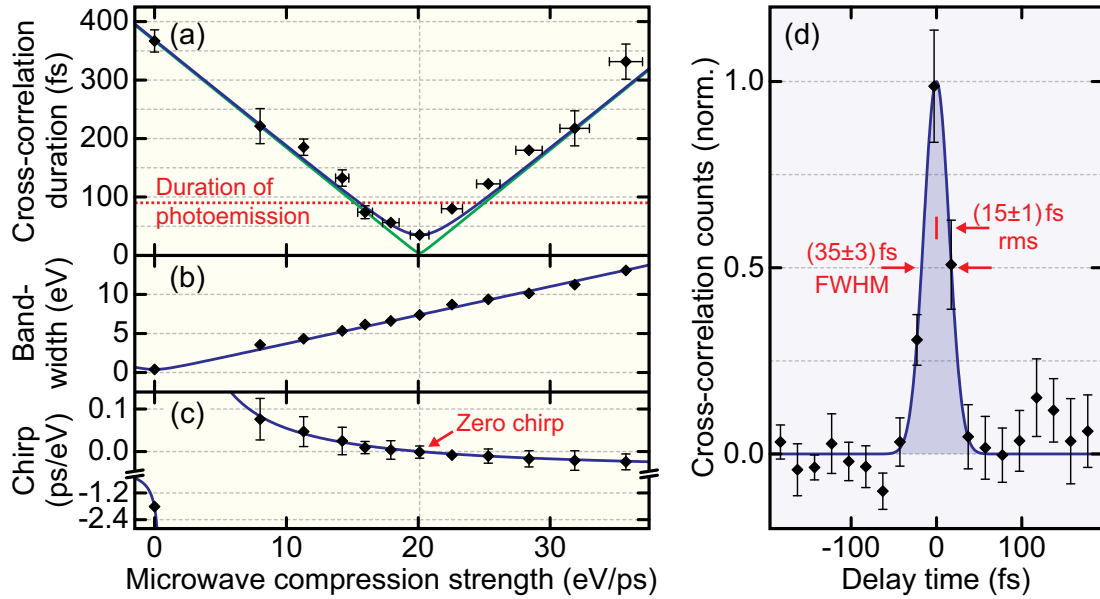 (a)
Cross-correlation
duration (fs)
400
300
200
100
0
Duration of
photoemission
(b)
Band-
width (eV)
10
5
0
(c)
Chirp
(ps/eV)
0.1
0.0
-1.2
-2.4
Zero chirp
0
10
20
30
Microwave compression strength (eV/ps)
(d)
Cross-correlation counts (norm.)
1.0
0.5
0.0
(15±1) fs
rms
(35±3) fs
FWHM
-100
0
100
Delay time (fs)